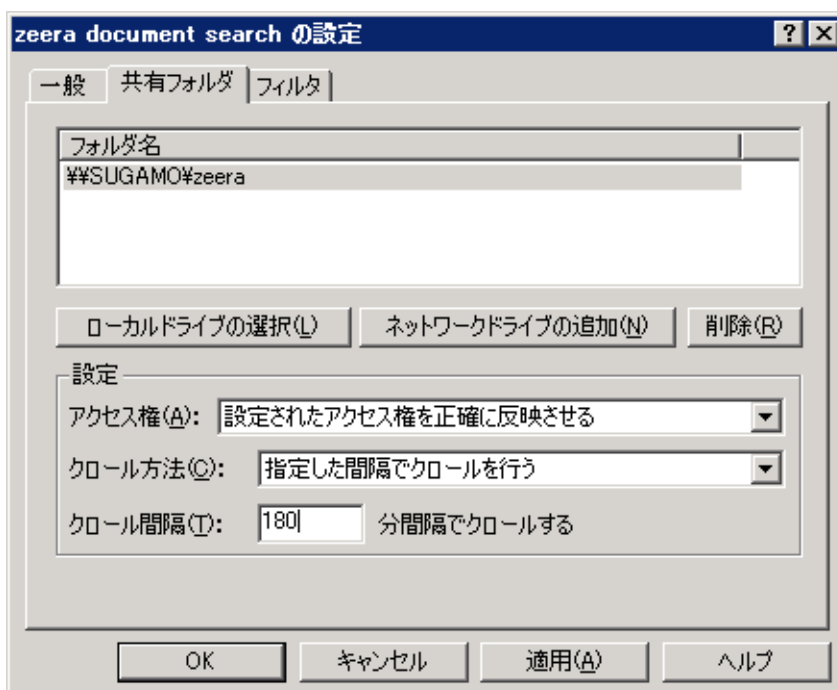 zeera document search の設定
一般 共有フォルダ フィルタ
フォルダ名
¥¥SUGAMO¥zeera
ローカルドライブの選択(L) ネットワークドライブの追加(N) 削除(R)
設定
アクセス権(A): 設定されたアクセス権を正確に反映させる
クロール方法(C): 指定した間隔でクロールを行う
クロール間隔(T): 180 分間隔でクロールする
OK キャンセル 適用(A) ヘルプ